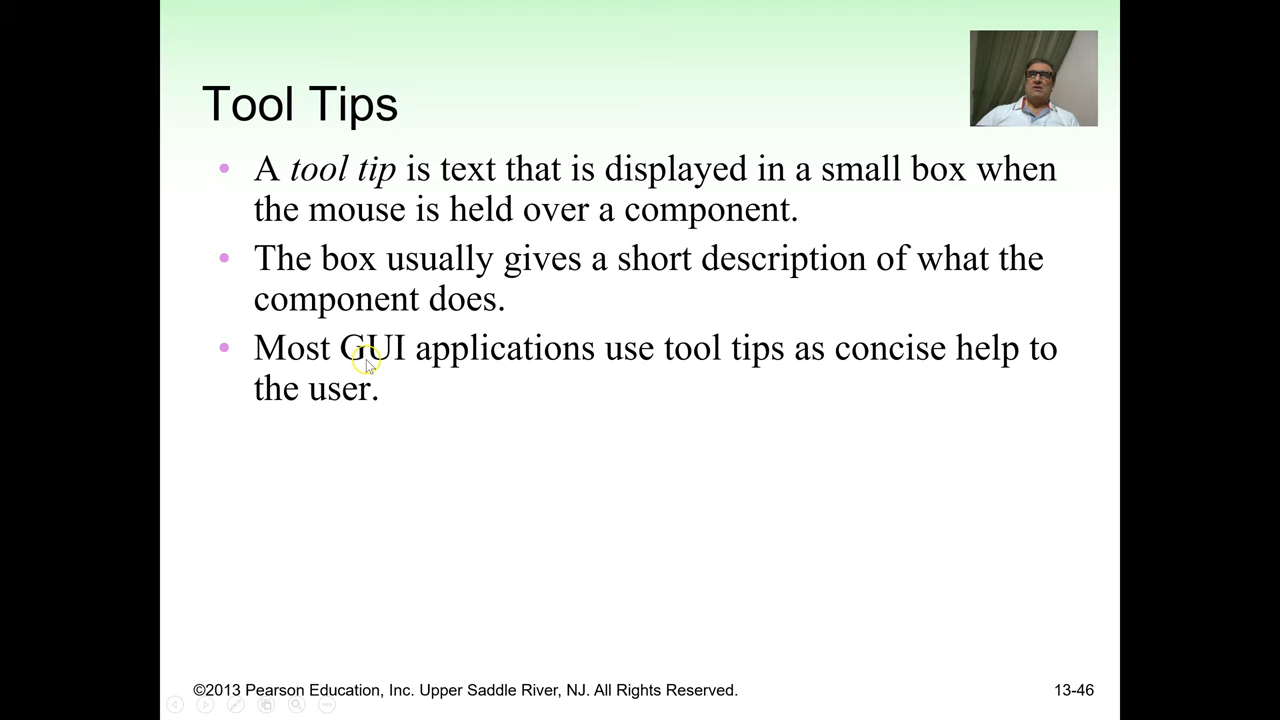 Tool Tips
• A tool tip is text that is displayed in a small box when
the mouse is held over a component.
• The box usually gives a short description of what the
component does.
• Most GUI applications use tool tips as concise help to
the user.
©2013 Pearson Education, Inc. Upper Saddle River, NJ. All Rights Reserved.
13-46